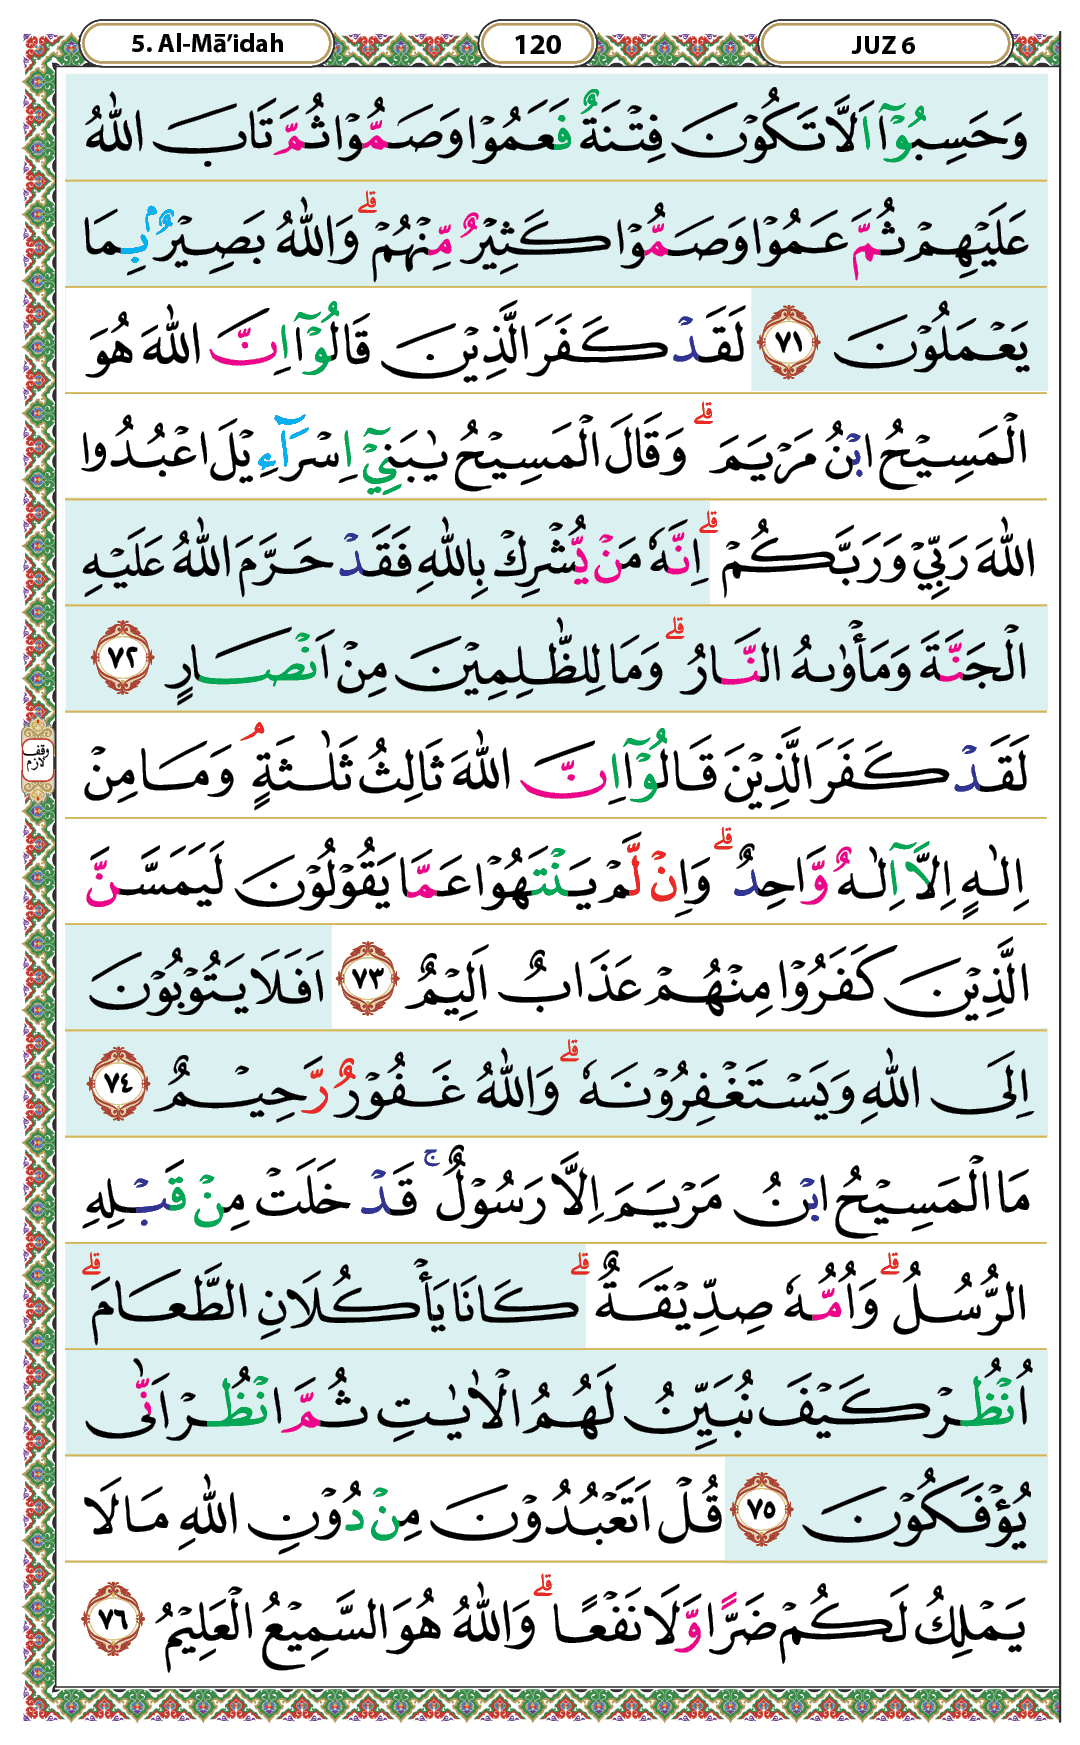 5. Al-Mā’idah 120 JUZ 6
وَحَسِبُوْٓا اَلَّا تَكُوْنَ فِتْنَةٌ فَعَمُوْا وَصَمُّوْا ثُمَّ تَابَ اللّٰهُ
عَلَيْهِمْ ثُمَّ عَمُوْا وَصَمُّوْا كَثِيْرٌ مِّنْهُمْ ۗ وَاللّٰهُ بَصِيْرٌۢ بِمَا
يَعْمَلُوْنَ ٧١ لَقَدْ كَفَرَ الَّذِيْنَ قَالُوْٓا اِنَّ اللّٰهَ هُوَ
الْمَسِيْحُ ابْنُ مَرْيَمَ ۗ وَقَالَ الْمَسِيْحُ يٰبَنِيْٓ اِسْرَاۤءِيْلَ اعْبُدُوا
اللّٰهَ رَبِّيْ وَرَبَّكُمْ ۗ اِنَّهٗ مَنْ يُّشْرِكْ بِاللّٰهِ فَقَدْ حَرَّمَ اللّٰهُ عَلَيْهِ
الْجَنَّةَ وَمَأْوٰىهُ النَّارُ ۗ وَمَا لِلظّٰلِمِيْنَ مِنْ اَنْصَارٍ ٧٢
لَقَدْ كَفَرَ الَّذِيْنَ قَالُوْٓا اِنَّ اللّٰهَ ثَالِثُ ثَلٰثَةٍ ۘ وَمَا مِنْ
وقف لازم
اِلٰهٍ اِلَّآ اِلٰهٌ وَّاحِدٌ ۗ وَاِنْ لَّمْ يَنْتَهُوْا عَمَّا يَقُوْلُوْنَ لَيَمَسَّنَّ
الَّذِيْنَ كَفَرُوْا مِنْهُمْ عَذَابٌ اَلِيْمٌ ٧٣ اَفَلَا يَتُوْبُوْنَ
اِلَى اللّٰهِ وَيَسْتَغْفِرُوْنَهٗ ۗ وَاللّٰهُ غَفُوْرٌ رَّحِيْمٌ ٧٤
مَا الْمَسِيْحُ ابْنُ مَرْيَمَ اِلَّا رَسُوْلٌ ۚ قَدْ خَلَتْ مِنْ قَبْلِهِ
الرُّسُلُ ۗ وَاُمُّهٗ صِدِّيْقَةٌ ۗ كَانَا يَأْكُلَانِ الطَّعَامَ ۗ
اُنْظُرْ كَيْفَ نُبَيِّنُ لَهُمُ الْاٰيٰتِ ثُمَّ انْظُرْ اَنّٰى
يُؤْفَكُوْنَ ٧٥ قُلْ اَتَعْبُدُوْنَ مِنْ دُوْنِ اللّٰهِ مَا لَا
يَمْلِكُ لَكُمْ ضَرًّا وَّلَا نَفْعًا ۗ وَاللّٰهُ هُوَ السَّمِيْعُ الْعَلِيْمُ ٧٦